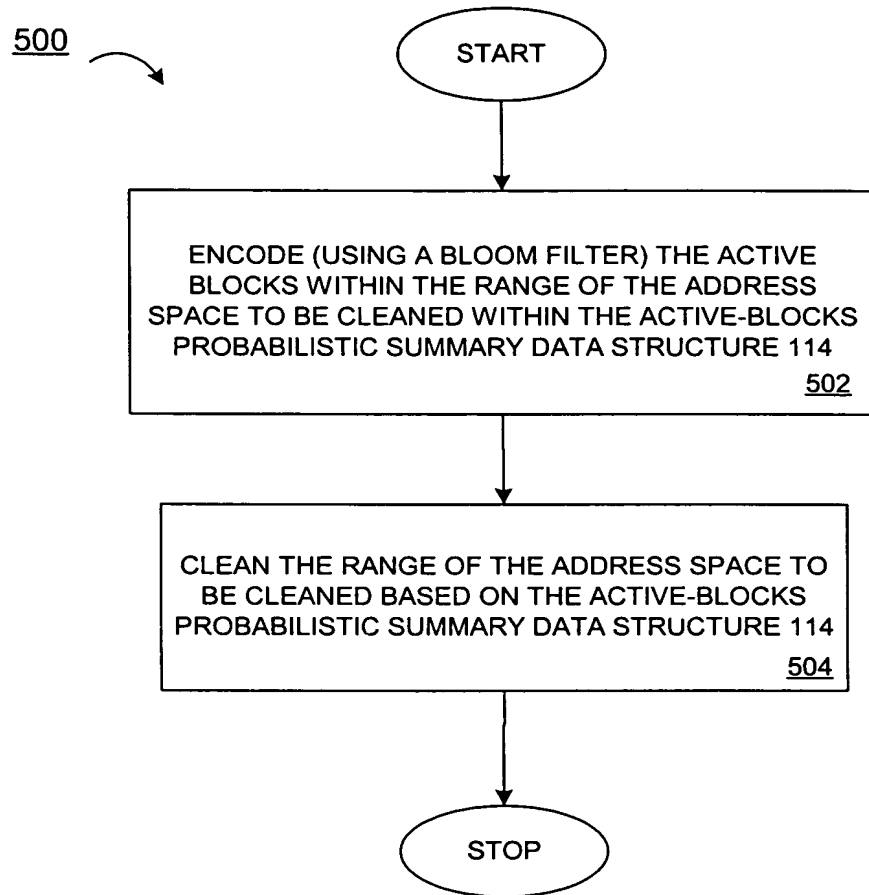 500
START
ENCODE (USING A BLOOM FILTER) THE ACTIVE
BLOCKS WITHIN THE RANGE OF THE ADDRESS
SPACE TO BE CLEANED WITHIN THE ACTIVE-BLOCKS
PROBABILISTIC SUMMARY DATA STRUCTURE 114
502
CLEAN THE RANGE OF THE ADDRESS SPACE TO
BE CLEANED BASED ON THE ACTIVE-BLOCKS
PROBABILISTIC SUMMARY DATA STRUCTURE 114
504
STOP